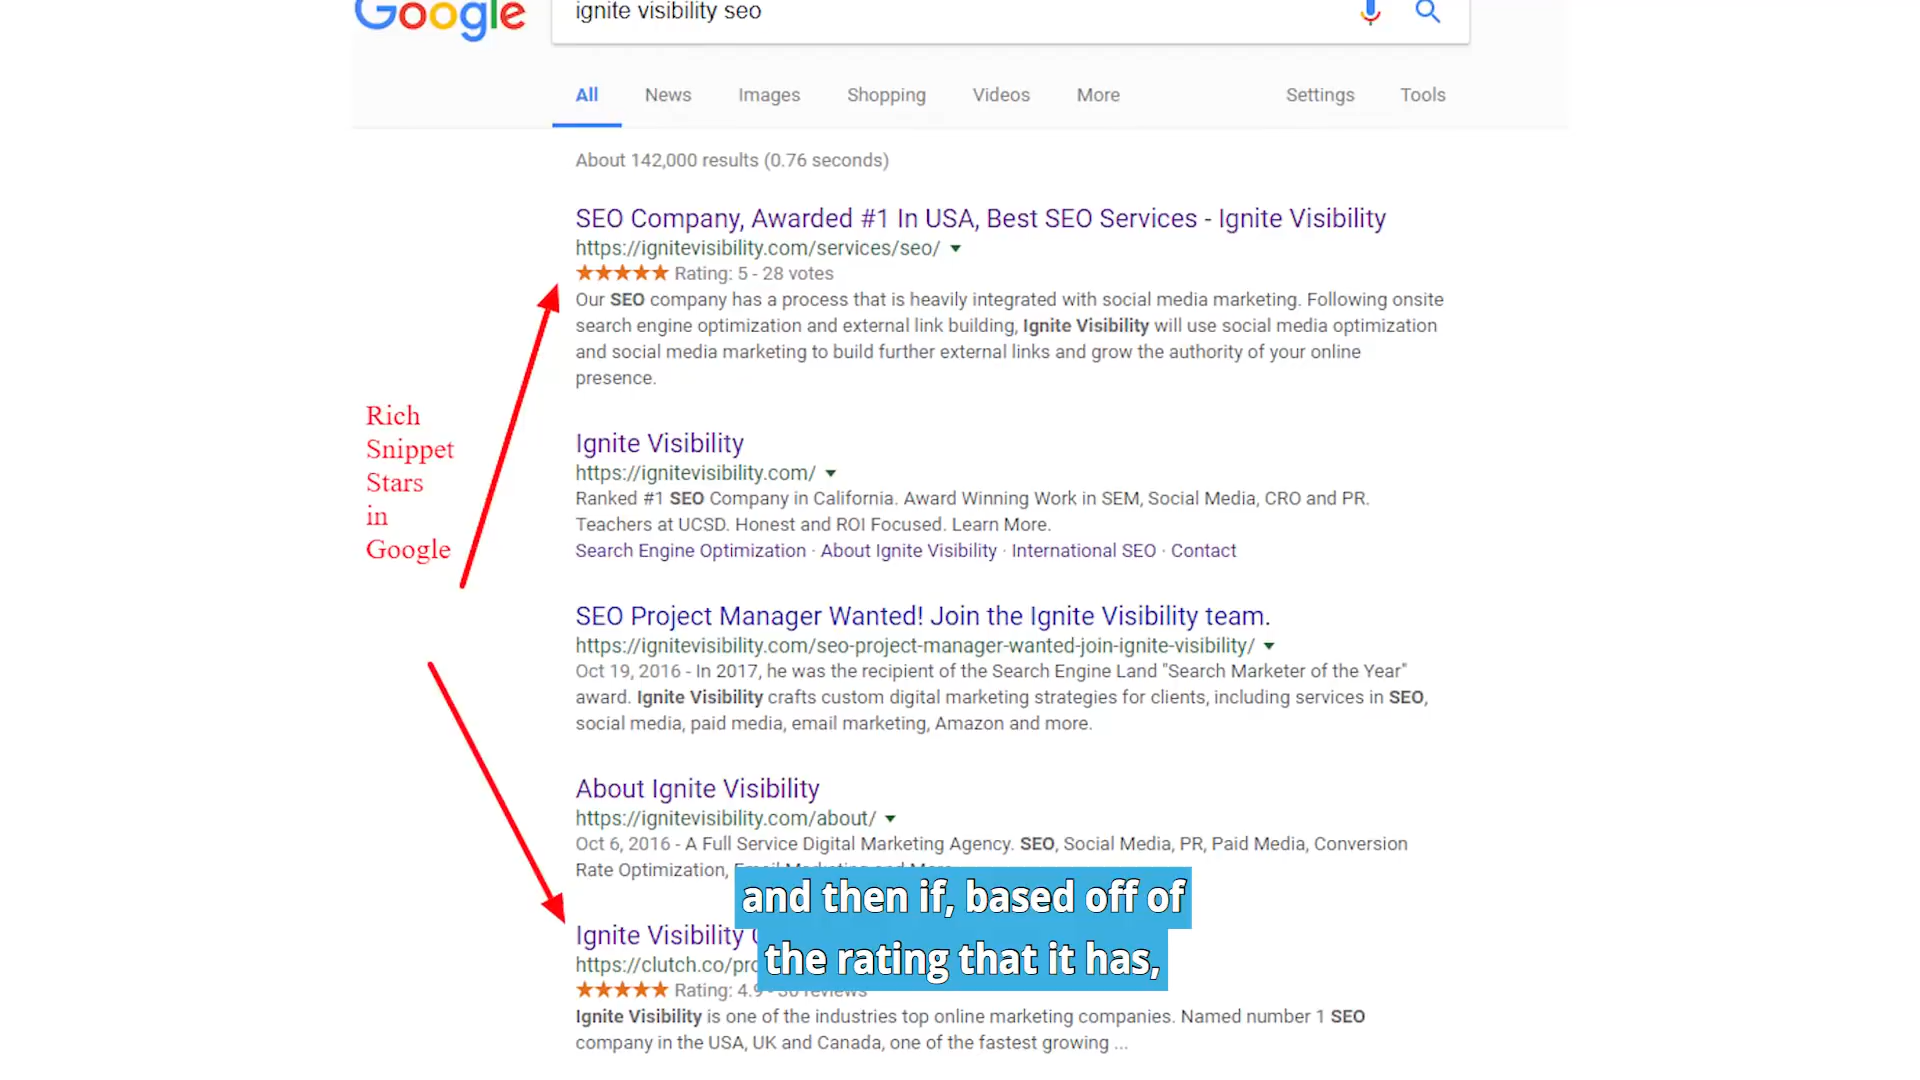 Google
ignite visibility seo
All News Images Shopping Videos More Settings Tools
About 142,000 results (0.76 seconds)
SEO Company, Awarded #1 In USA, Best SEO Services - Ignite Visibility
https://ignitevisibility.com/services/seo/
Rating: 5 - 28 votes
Our SEO company has a process that is heavily integrated with social media marketing. Following onsite
search engine optimization and external link building, Ignite Visibility will use social media optimization
and social media marketing to build further external links and grow the authority of your online
presence.
Rich
Snippet
Stars
in
Google
Ignite Visibility
https://ignitevisibility.com/
Ranked #1 SEO Company in California. Award Winning Work in SEM, Social Media, CRO and PR.
Teachers at UCSD. Honest and ROI Focused. Learn More.
Search Engine Optimization · About Ignite Visibility · International SEO · Contact
SEO Project Manager Wanted! Join the Ignite Visibility team.
https://ignitevisibility.com/seo-project-manager-wanted-join-ignite-visibility/
Oct 19, 2016 - In 2017, he was the recipient of the Search Engine Land "Search Marketer of the Year"
award. Ignite Visibility crafts custom digital marketing strategies for clients, including services in SEO,
social media, paid media, email marketing, Amazon and more.
About Ignite Visibility
https://ignitevisibility.com/about/
Oct 6, 2016 - A Full Service Digital Marketing Agency. SEO, Social Media, PR, Paid Media, Conversion
Rate Optimization, Email Marketing and More.
and then if, based off of
the rating that it has,
Ignite Visibility
https://clutch.co/pro
Rating: 4.9 - 30 reviews
Ignite Visibility is one of the industries top online marketing companies. Named number 1 SEO
company in the USA, UK and Canada, one of the fastest growing ...